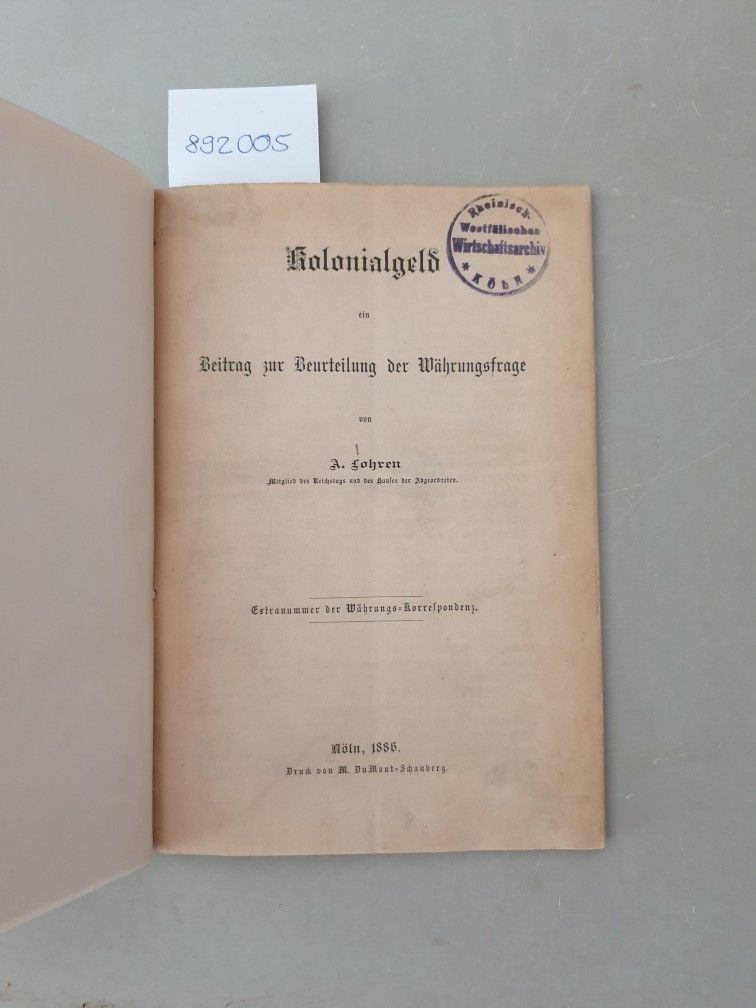 892005
Rheinisch-
Westfälisches
Wirtschaftsarchiv
* KÖLN *
Kolonialgeld
ein
Beitrag zur Beurteilung der Währungsfrage
von
A. Lohren
Mitglied des Reichstags und des Hauses der Abgeordneten.
Extranummer der Währungs-Korrespondenz.
Köln, 1886.
Druck von M. DuMont-Schauberg.